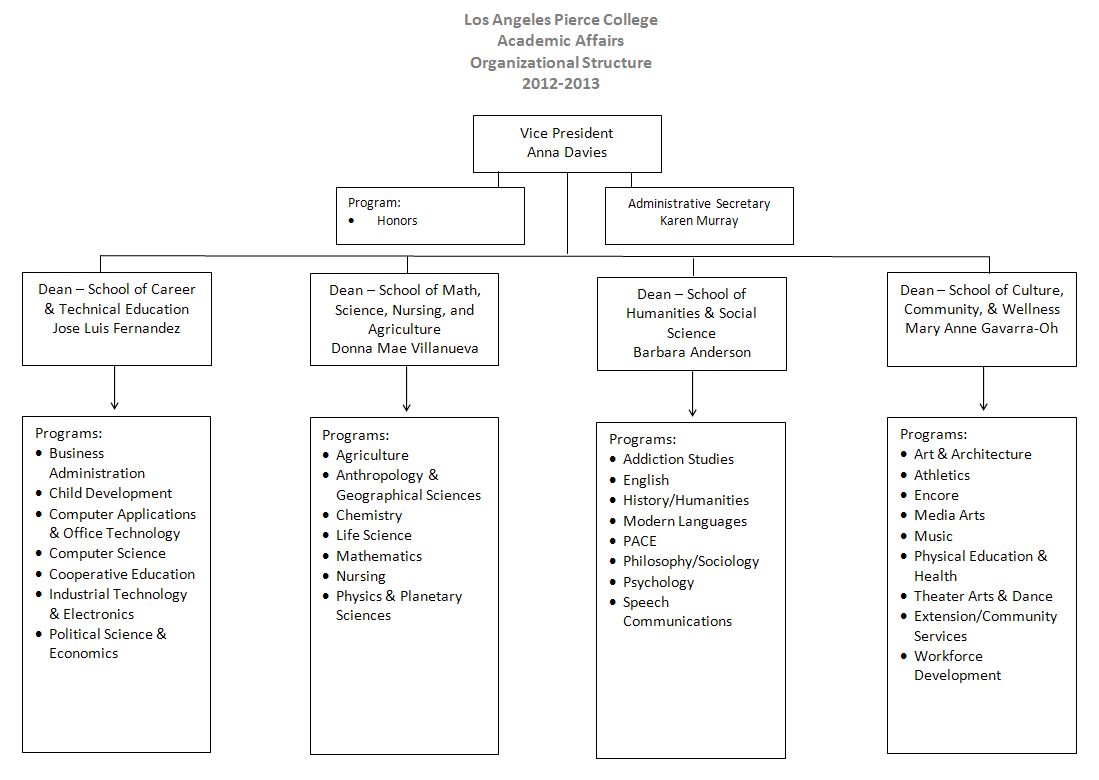 Los Angeles Pierce College
Academic Affairs
Organizational Structure
2012-2013
Vice President
Anna Davies
Program:
• Honors
Administrative Secretary
Karen Murray
Dean – School of Career
& Technical Education
Jose Luis Fernandez
Dean – School of Math,
Science, Nursing, and
Agriculture
Donna Mae Villanueva
Dean – School of
Humanities & Social
Science
Barbara Anderson
Dean – School of Culture,
Community, & Wellness
Mary Anne Gavarra-Oh
Programs:
• Business
Administration
• Child Development
• Computer Applications
& Office Technology
• Computer Science
• Cooperative Education
• Industrial Technology
& Electronics
• Political Science &
Economics
Programs:
• Agriculture
• Anthropology &
Geographical Sciences
• Chemistry
• Life Science
• Mathematics
• Nursing
• Physics & Planetary
Sciences
Programs:
• Addiction Studies
• English
• History/Humanities
• Modern Languages
• PACE
• Philosophy/Sociology
• Psychology
• Speech
Communications
Programs:
• Art & Architecture
• Athletics
• Encore
• Media Arts
• Music
• Physical Education &
Health
• Theater Arts & Dance
• Extension/Community
Services
• Workforce
Development